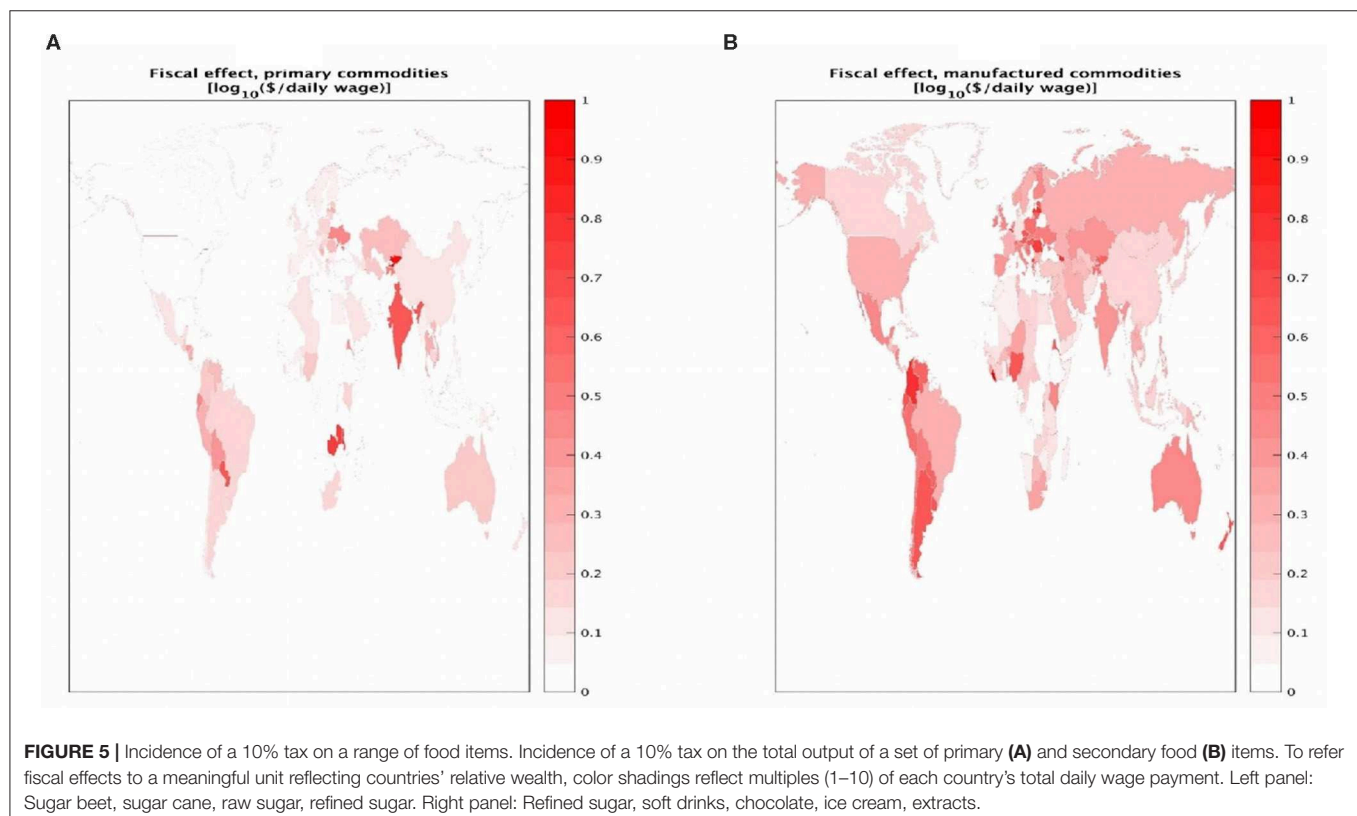 A
B
Fiscal effect, primary commodities
[log10($/daily wage)]
1
0.9
0.8
0.7
0.6
0.5
0.4
0.3
0.2
0.1
0
Fiscal effect, manufactured commodities
[log10($/daily wage)]
1
0.9
0.8
0.7
0.6
0.5
0.4
0.3
0.2
0.1
0
FIGURE 5 | Incidence of a 10% tax on a range of food items. Incidence of a 10% tax on the total output of a set of primary (A) and secondary food (B) items. To refer
fiscal effects to a meaningful unit reflecting countries' relative wealth, color shadings reflect multiples (1–10) of each country's total daily wage payment. Left panel:
Sugar beet, sugar cane, raw sugar, refined sugar. Right panel: Refined sugar, soft drinks, chocolate, ice cream, extracts.